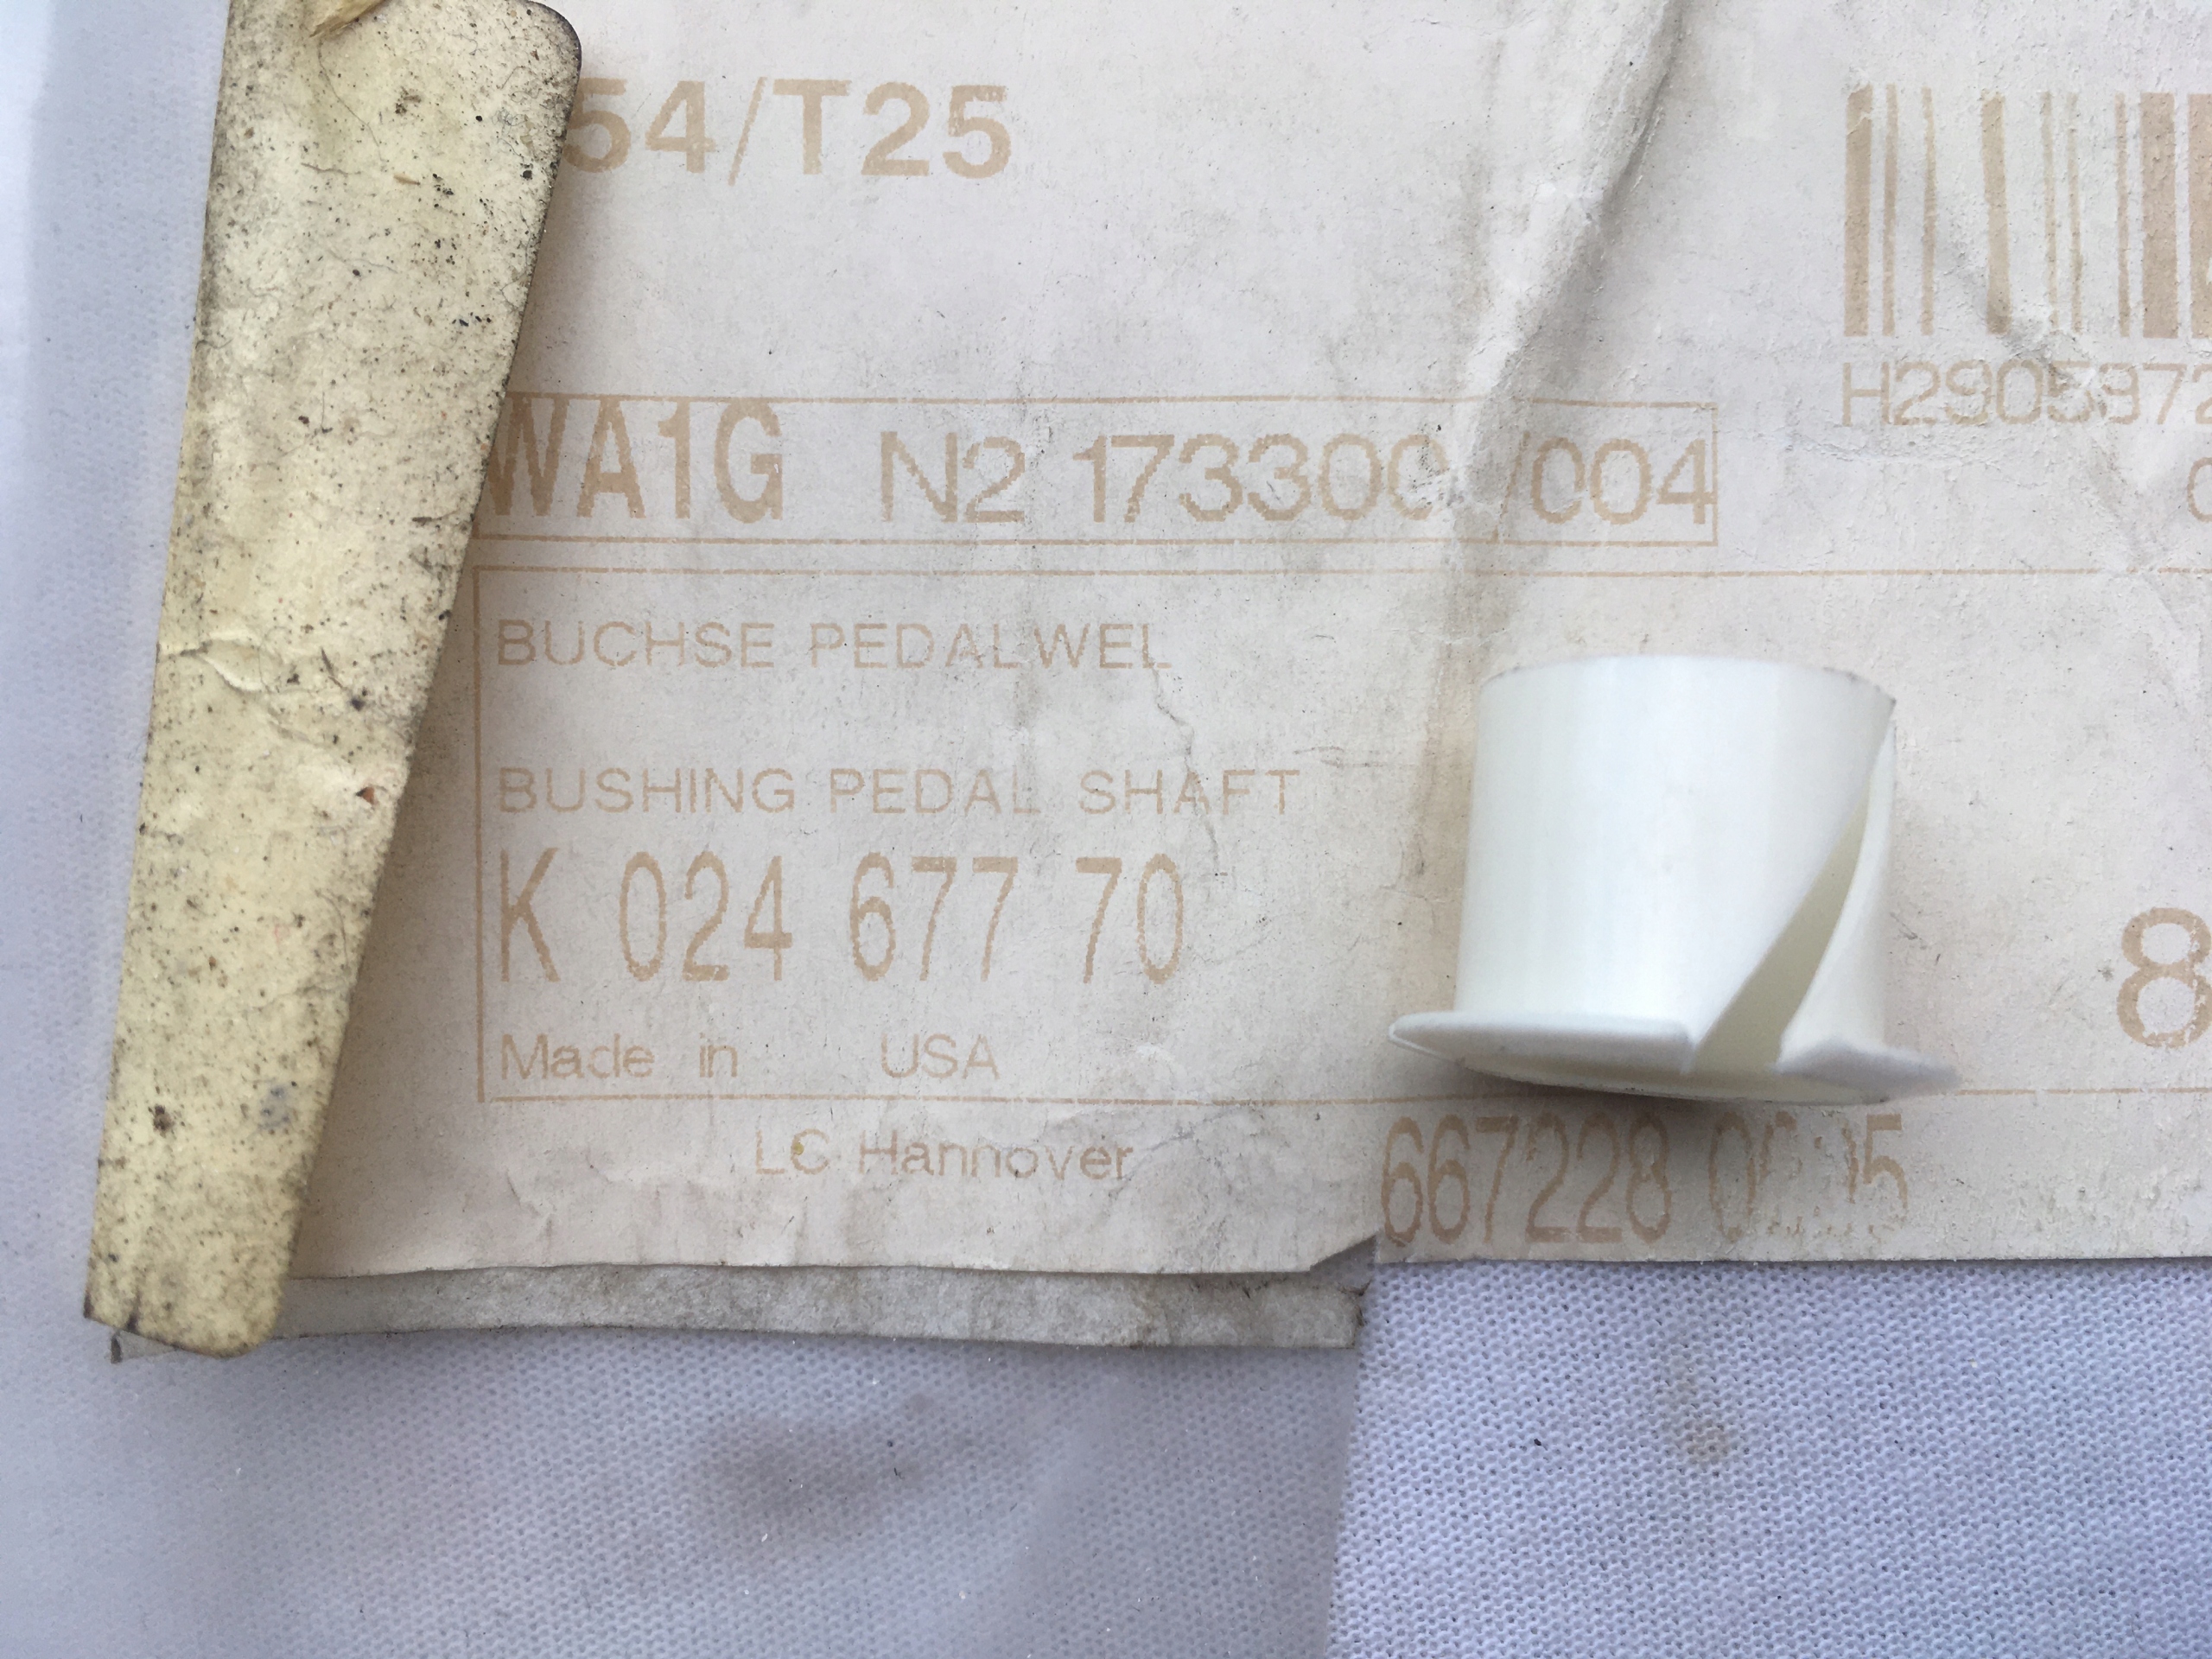 54/T25
H2905972
WA1G N2 173300 /004
BUCHSE PEDALWEL
BUSHING PEDAL SHAFT
K 024 677 70
8
Made in USA
LC Hannover
667228